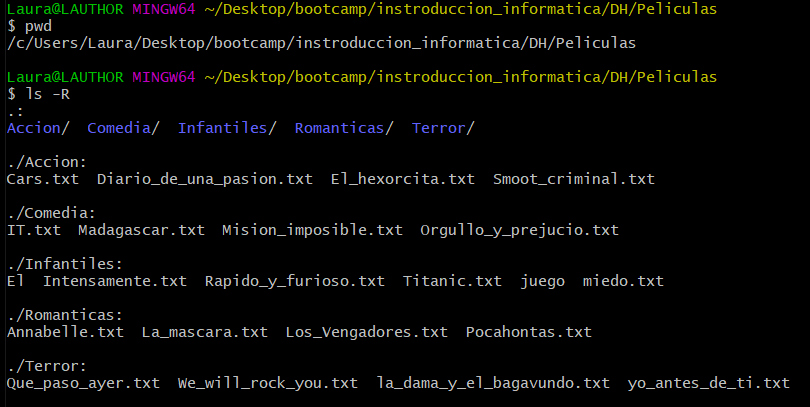 Laura@LAUTHOR MINGW64 ~/Desktop/bootcamp/instroduccion_informatica/DH/Peliculas
$ pwd
/c/Users/Laura/Desktop/bootcamp/instroduccion_informatica/DH/Peliculas
Laura@LAUTHOR MINGW64 ~/Desktop/bootcamp/instroduccion_informatica/DH/Peliculas
$ ls -R
.:
Accion/  Comedia/  Infantiles/  Romanticas/  Terror/
./Accion:
Cars.txt  Diario_de_una_pasion.txt  El_hexorcita.txt  Smoot_criminal.txt
./Comedia:
IT.txt  Madagascar.txt  Mision_imposible.txt  Orgullo_y_prejucio.txt
./Infantiles:
El  Intensamente.txt  Rapido_y_furioso.txt  Titanic.txt  juego  miedo.txt
./Romanticas:
Annabelle.txt  La_mascara.txt  Los_Vengadores.txt  Pocahontas.txt
./Terror:
Que_paso_ayer.txt  We_will_rock_you.txt  la_dama_y_el_bagavundo.txt  yo_antes_de_ti.txt